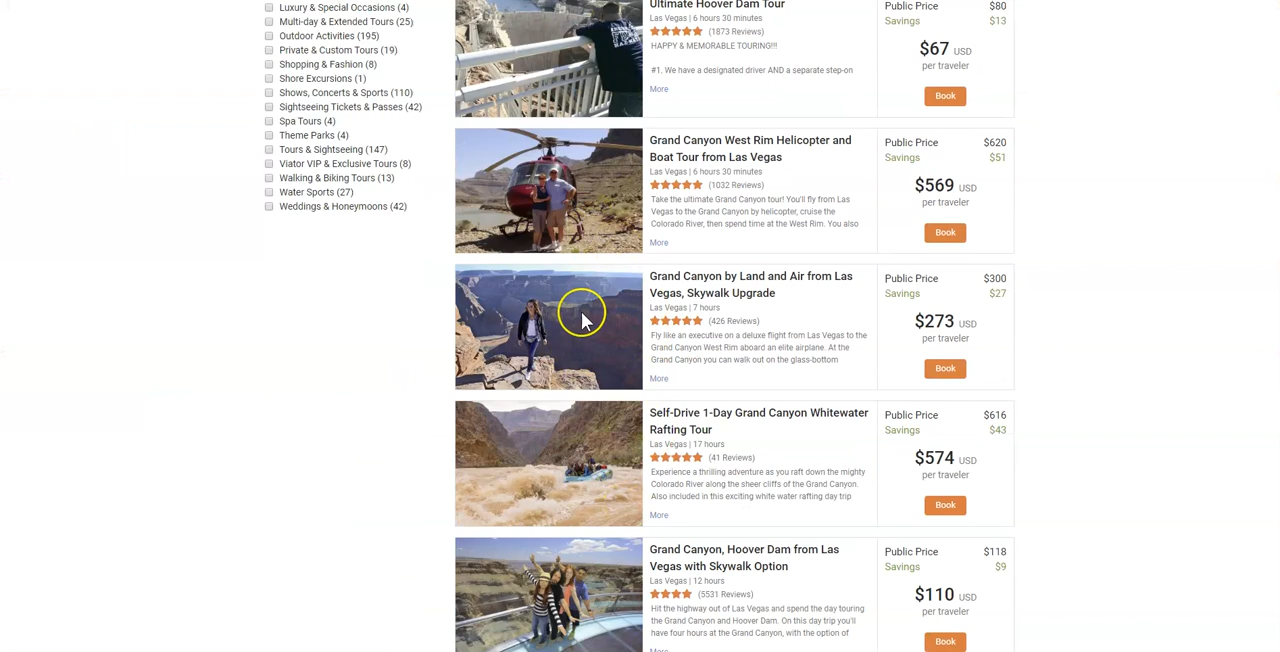 Luxury & Special Occasions (4)
Multi-day & Extended Tours (25)
Outdoor Activities (195)
Private & Custom Tours (19)
Shopping & Fashion (8)
Shore Excursions (1)
Shows, Concerts & Sports (110)
Sightseeing Tickets & Passes (42)
Spa Tours (4)
Theme Parks (4)
Tours & Sightseeing (147)
Viator VIP & Exclusive Tours (8)
Walking & Biking Tours (13)
Water Sports (27)
Weddings & Honeymoons (42)
Ultimate Hoover Dam Tour
Las Vegas | 6 hours 30 minutes
(1873 Reviews)
HAPPY & MEMORABLE TOURING!!!
#1. We have a designated driver AND a separate step-on
More
Public Price $80
Savings $13
$67 USD
per traveler
Book
Grand Canyon West Rim Helicopter and
Boat Tour from Las Vegas
Las Vegas | 6 hours 30 minutes
(1032 Reviews)
Take the ultimate Grand Canyon tour! You'll fly from Las
Vegas to the Grand Canyon by helicopter, cruise the
Colorado River, then spend time at the West Rim. You also
More
Public Price $620
Savings $51
$569 USD
per traveler
Book
Grand Canyon by Land and Air from Las
Vegas, Skywalk Upgrade
Las Vegas | 7 hours
(426 Reviews)
Fly like an executive on a deluxe flight from Las Vegas to the
Grand Canyon West Rim aboard an elite airplane. At the
Grand Canyon you can walk out on the glass-bottom
More
Public Price $300
Savings $27
$273 USD
per traveler
Book
Self-Drive 1-Day Grand Canyon Whitewater
Rafting Tour
Las Vegas | 17 hours
(41 Reviews)
Experience a thrilling adventure as you raft down the mighty
Colorado River along the sheer cliffs of the Grand Canyon.
Also included in this exciting white water rafting day trip
More
Public Price $616
Savings $43
$574 USD
per traveler
Book
Grand Canyon, Hoover Dam from Las
Vegas with Skywalk Option
Las Vegas | 12 hours
(5531 Reviews)
Hit the highway out of Las Vegas and spend the day touring
the Grand Canyon and Hoover Dam. On this day trip you'll
have four hours at the Grand Canyon, with the option of
More
Public Price $118
Savings $9
$110 USD
per traveler
Book